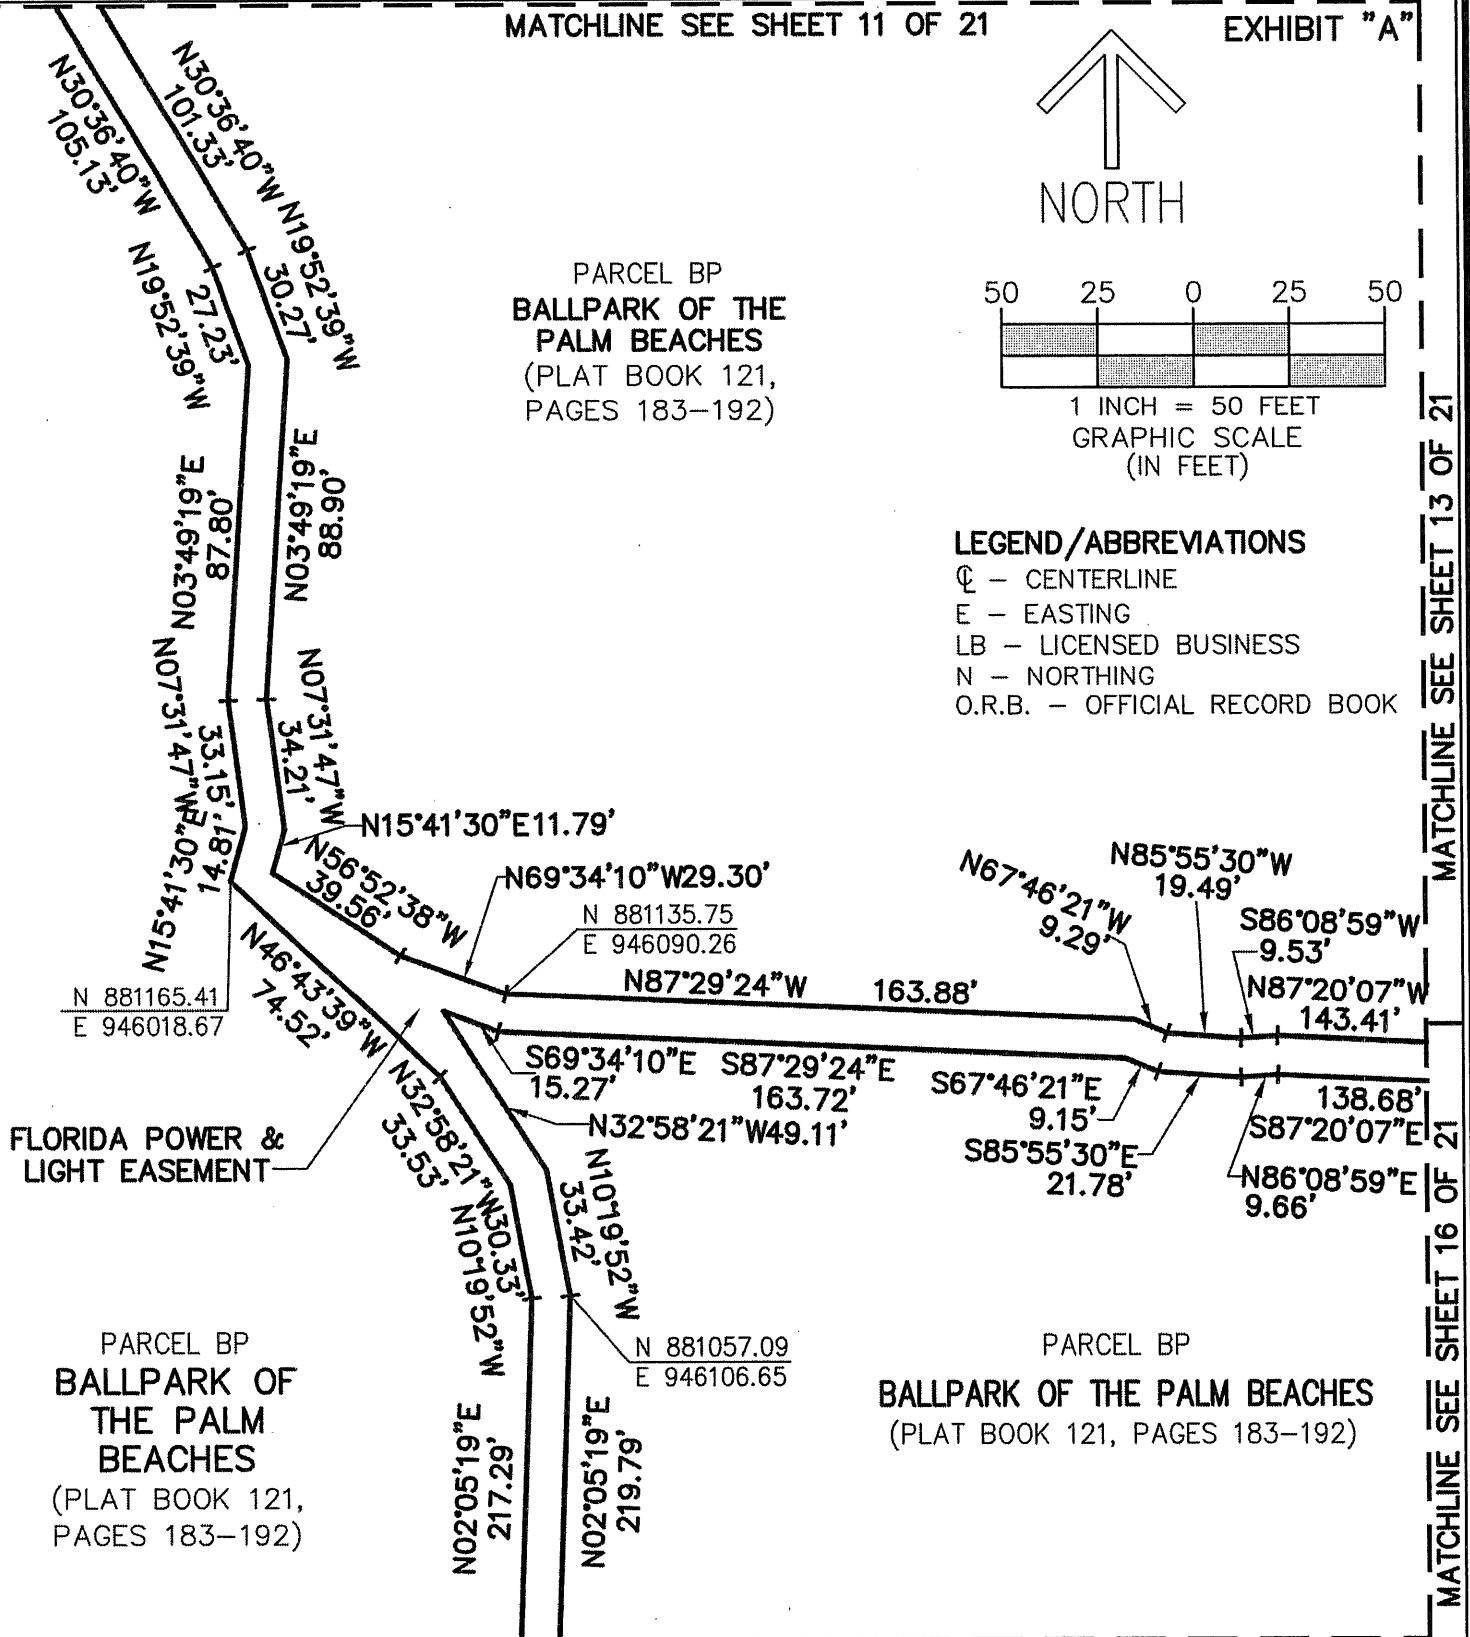 MATCHLINE SEE SHEET 11 OF 21
EXHIBIT "A"
N30°36'40"W
105.13'
N30°36'40"W
101.33'
NORTH
N19°52'39"W
27.23'
N19°52'39"W
30.27'
PARCEL BP
BALLPARK OF THE
PALM BEACHES
(PLAT BOOK 121,
PAGES 183-192)
50 25 0 25 50
1 INCH = 50 FEET
GRAPHIC SCALE
(IN FEET)
MATCHLINE SEE SHEET 13 OF 21
N03°49'19"E
87.80'
N03°49'19"E
88.90'
LEGEND/ABBREVIATIONS
℄ - CENTERLINE
E - EASTING
LB - LICENSED BUSINESS
N - NORTHING
O.R.B. - OFFICIAL RECORD BOOK
N07°31'47"W
33.15'
N07°31'47"W
34.21'
N15°41'30"E
14.81'
N15°41'30"E11.79'
N56°52'38"W
39.56'
N69°34'10"W29.30'
N 881135.75
E 946090.26
N67°46'21"W
9.29'
N85°55'30"W
19.49'
S86°08'59"W
9.53'
N87°20'07"W
143.41'
N87°29'24"W 163.88'
N 881165.41
E 946018.67
N46°43'39"W
74.52'
S69°34'10"E
15.27'
S87°29'24"E
163.72'
S67°46'21"E
9.15'
S85°55'30"E
21.78'
138.68'
S87°20'07"E
N86°08'59"E
9.66'
N32°58'21"W49.11'
FLORIDA POWER &
LIGHT EASEMENT
N32°58'21"W
33.53'
30.33'
N10°19'52"W
N10°19'52"W
33.42'
N 881057.09
E 946106.65
PARCEL BP
BALLPARK OF
THE PALM
BEACHES
(PLAT BOOK 121,
PAGES 183-192)
N02°05'19"E
217.29'
N02°05'19"E
219.79'
PARCEL BP
BALLPARK OF THE PALM BEACHES
(PLAT BOOK 121, PAGES 183-192)
MATCHLINE SEE SHEET 16 OF 21